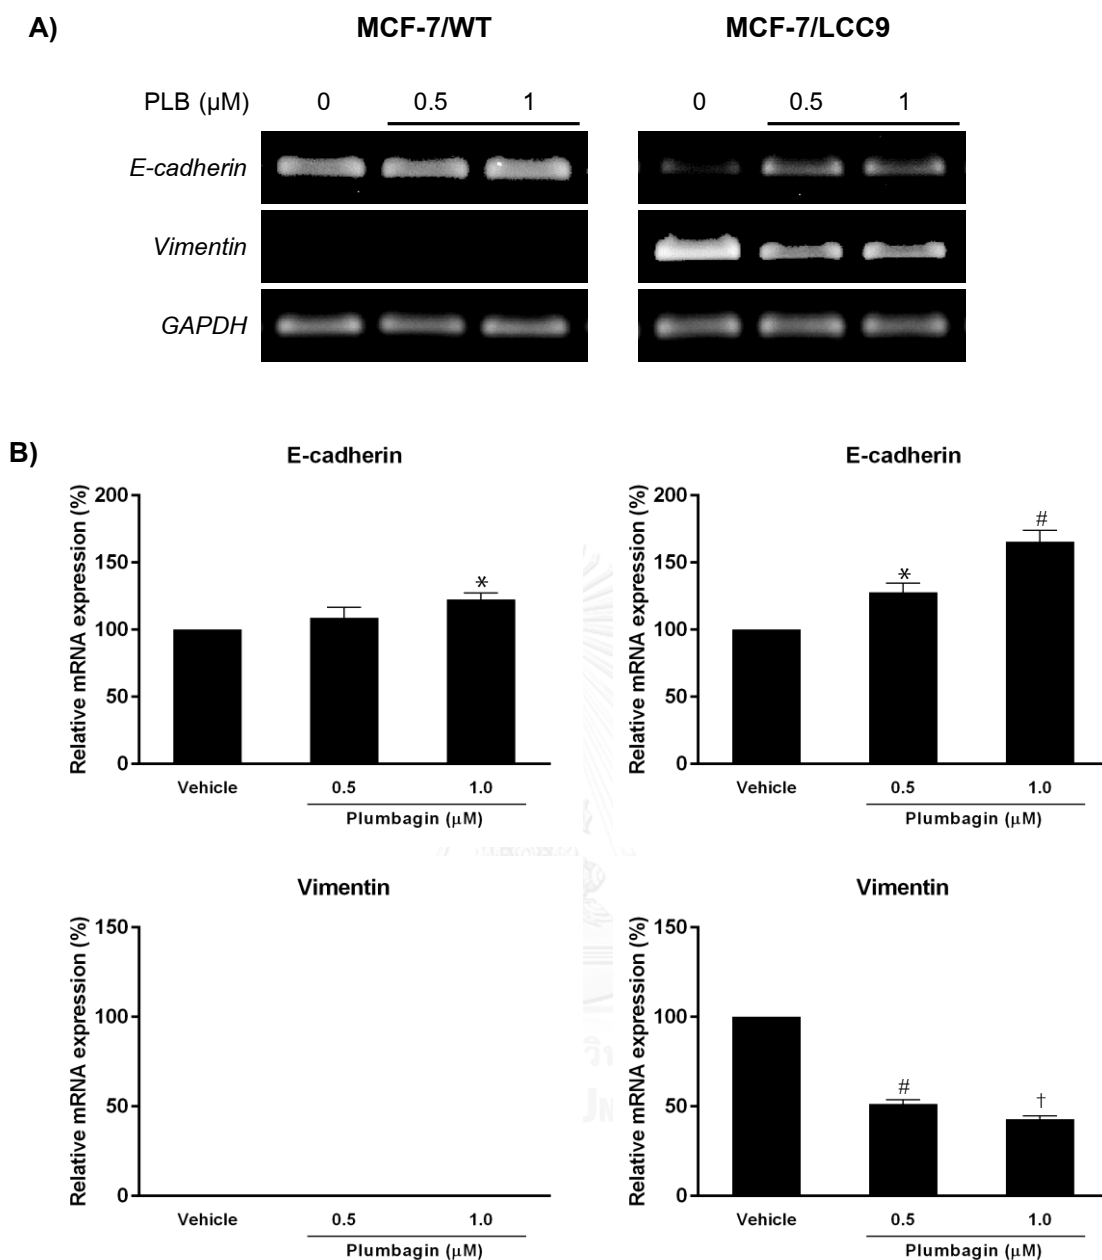 A)
MCF-7/WT
MCF-7/LCC9
PLB (µM) 0 0.5 1
0 0.5 1
E-cadherin
Vimentin
GAPDH
B)
E-cadherin
Relative mRNA expression (%)
200
150
100
50
0
*
Vehicle 0.5 1.0
Plumbagin (µM)
E-cadherin
Relative mRNA expression (%)
200
150
100
50
0
*
#
Vehicle 0.5 1.0
Plumbagin (µM)
Vimentin
Relative mRNA expression (%)
150
100
50
0
Vehicle 0.5 1.0
Plumbagin (µM)
Vimentin
Relative mRNA expression (%)
150
100
50
0
#
†
Vehicle 0.5 1.0
Plumbagin (µM)